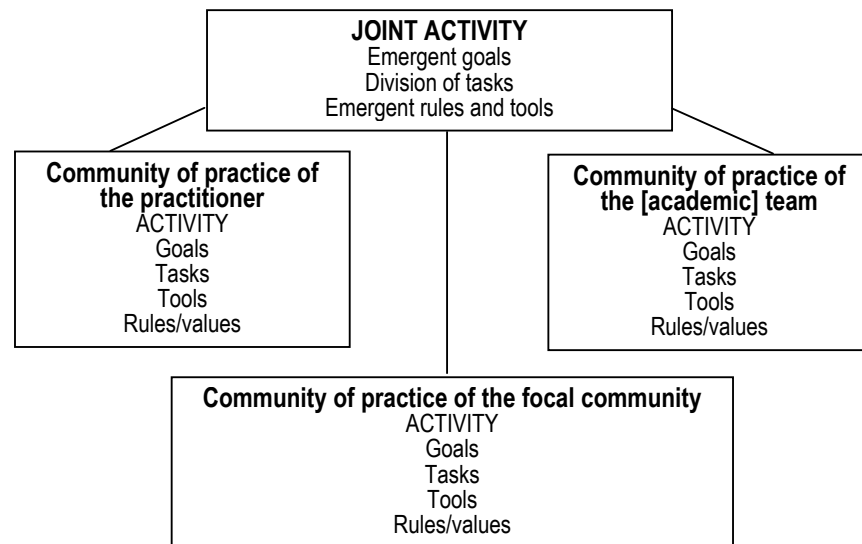 JOINT ACTIVITY
Emergent goals
Division of tasks
Emergent rules and tools
Community of practice of
the practitioner
ACTIVITY
Goals
Tasks
Tools
Rules/values
Community of practice of
the [academic] team
ACTIVITY
Goals
Tasks
Tools
Rules/values
Community of practice of the focal community
ACTIVITY
Goals
Tasks
Tools
Rules/values